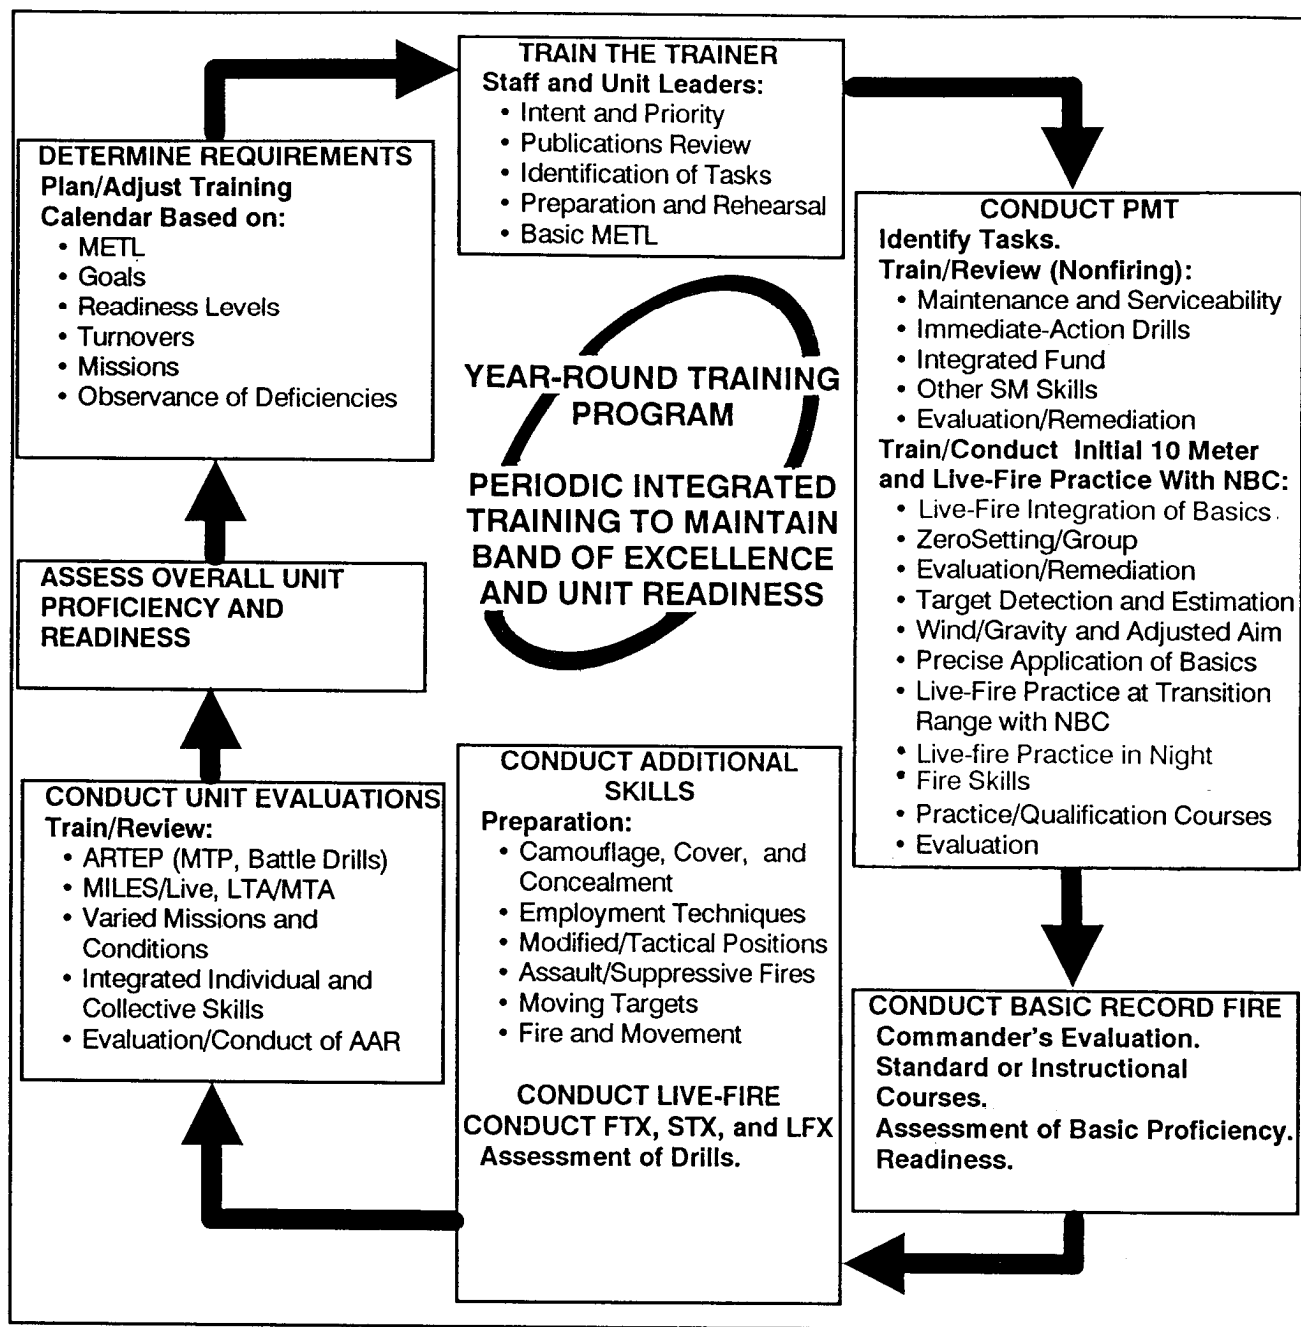 TRAIN THE TRAINER
Staff and Unit Leaders:
• Intent and Priority
• Publications Review
• Identification of Tasks
• Preparation and Rehearsal
• Basic METL
DETERMINE REQUIREMENTS
Plan/Adjust Training
Calendar Based on:
• METL
• Goals
• Readiness Levels
• Turnovers
• Missions
• Observance of Deficiencies
CONDUCT PMT
Identify Tasks.
Train/Review (Nonfiring):
• Maintenance and Serviceability
• Immediate-Action Drills
• Integrated Fund
• Other SM Skills
• Evaluation/Remediation
Train/Conduct Initial 10 Meter
and Live-Fire Practice With NBC:
• Live-Fire Integration of Basics
• ZeroSetting/Group
• Evaluation/Remediation
• Target Detection and Estimation
• Wind/Gravity and Adjusted Aim
• Precise Application of Basics
• Live-Fire Practice at Transition
Range with NBC
• Live-fire Practice in Night
• Fire Skills
• Practice/Qualification Courses
• Evaluation
YEAR-ROUND TRAINING
PROGRAM
PERIODIC INTEGRATED
TRAINING TO MAINTAIN
BAND OF EXCELLENCE
AND UNIT READINESS
ASSESS OVERALL UNIT
PROFICIENCY AND
READINESS
CONDUCT UNIT EVALUATIONS
Train/Review:
• ARTEP (MTP, Battle Drills)
• MILES/Live, LTA/MTA
• Varied Missions and
Conditions
• Integrated Individual and
Collective Skills
• Evaluation/Conduct of AAR
CONDUCT ADDITIONAL
SKILLS
Preparation:
• Camouflage, Cover, and
Concealment
• Employment Techniques
• Modified/Tactical Positions
• Assault/Suppressive Fires
• Moving Targets
• Fire and Movement
CONDUCT LIVE-FIRE
CONDUCT FTX, STX, and LFX
Assessment of Drills.
CONDUCT BASIC RECORD FIRE
Commander's Evaluation.
Standard or Instructional
Courses.
Assessment of Basic Proficiency.
Readiness.